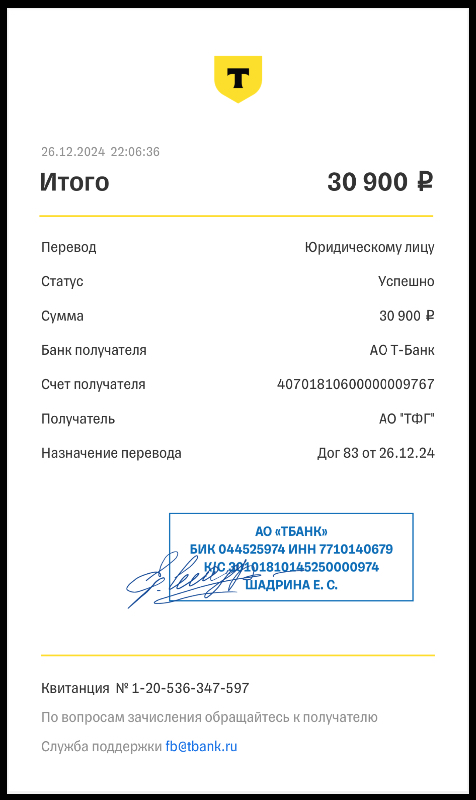 Т
26.12.2024 22:06:36
Итого 30 900 ₽
Перевод Юридическому лицу
Статус Успешно
Сумма 30 900 ₽
Банк получателя АО Т-Банк
Счет получателя 40701810600000009767
Получатель АО "ТФГ"
Назначение перевода Дог 83 от 26.12.24
АО «ТБАНК»
БИК 044525974 ИНН 7710140679
К/С 30101810145250000974
ШАДРИНА Е. С.
Квитанция № 1-20-536-347-597
По вопросам зачисления обращайтесь к получателю
Служба поддержки fb@tbank.ru